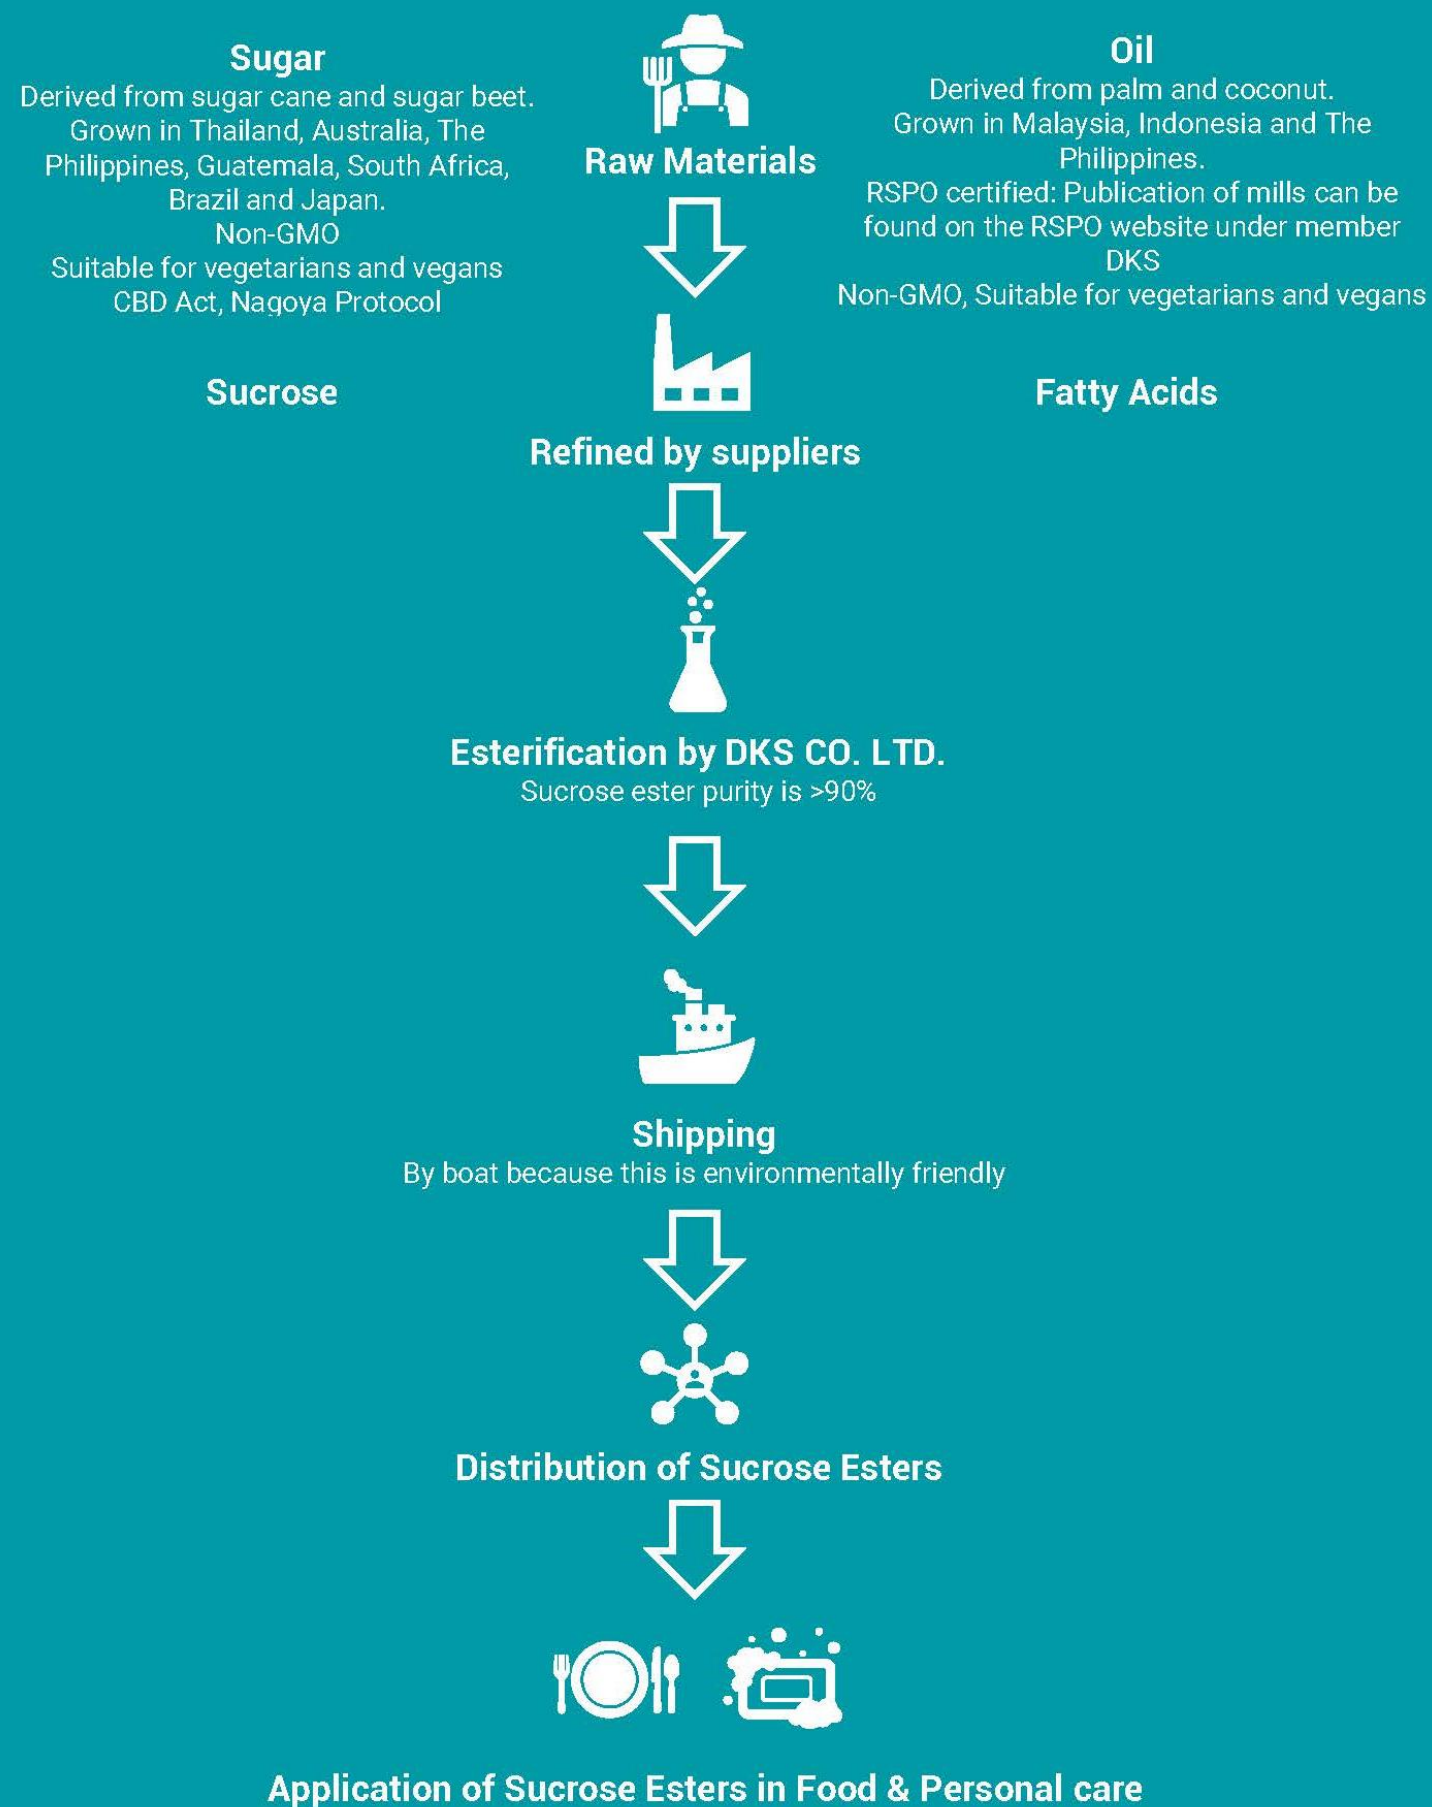 Sugar
Derived from sugar cane and sugar beet.
Grown in Thailand, Australia, The
Philippines, Guatemala, South Africa,
Brazil and Japan.
Non-GMO
Suitable for vegetarians and vegans
CBD Act, Nagoya Protocol
Raw Materials
Oil
Derived from palm and coconut.
Grown in Malaysia, Indonesia and The
Philippines.
RSPO certified: Publication of mills can be
found on the RSPO website under member
DKS
Non-GMO, Suitable for vegetarians and vegans
Sucrose
Fatty Acids
Refined by suppliers
Esterification by DKS CO. LTD.
Sucrose ester purity is >90%
Shipping
By boat because this is environmentally friendly
Distribution of Sucrose Esters
Application of Sucrose Esters in Food & Personal care